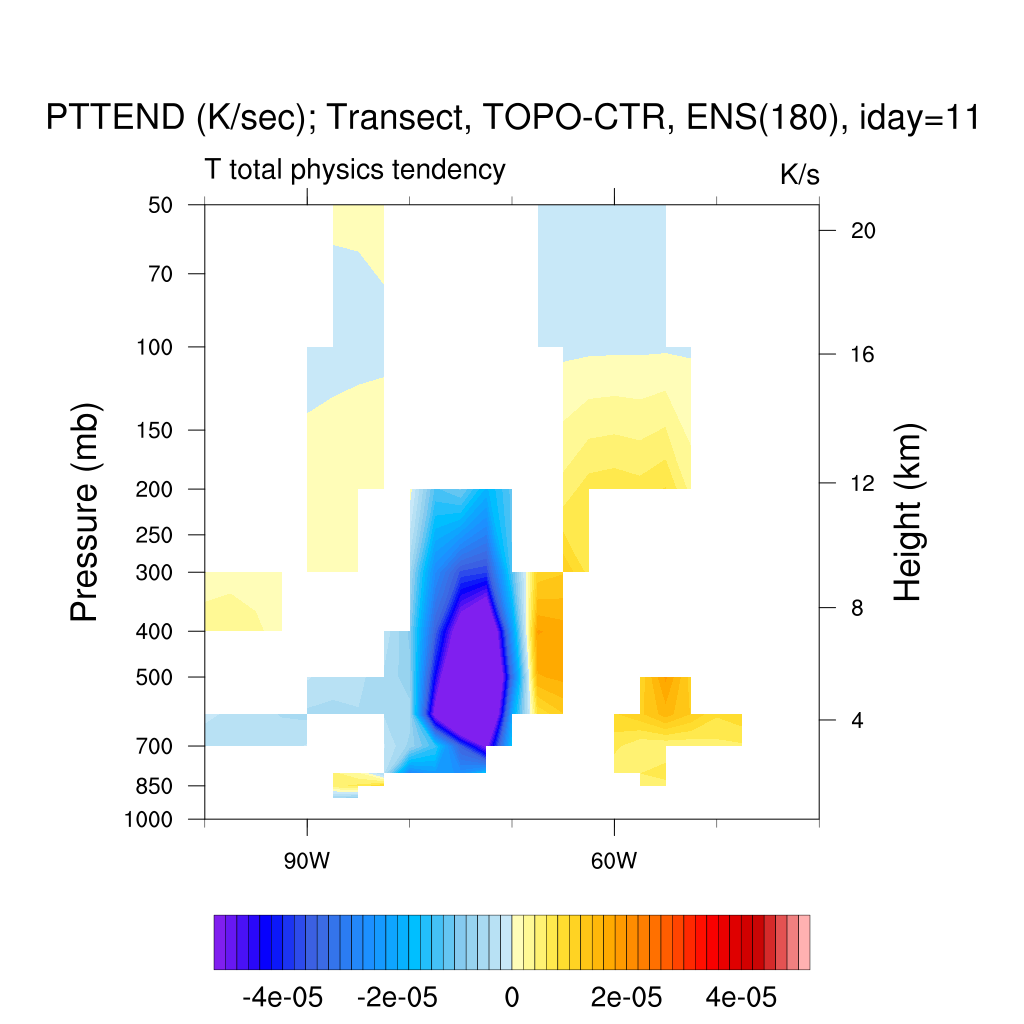 PTTEND (K/sec); Transect, TOPO-CTR, ENS(180), iday=11
T total physics tendency
K/s
50
70
100
150
200
250
300
400
500
700
850
1000
Pressure (mb)
20
16
12
8
4
Height (km)
90W
60W
-4e-05
-2e-05
0
2e-05
4e-05